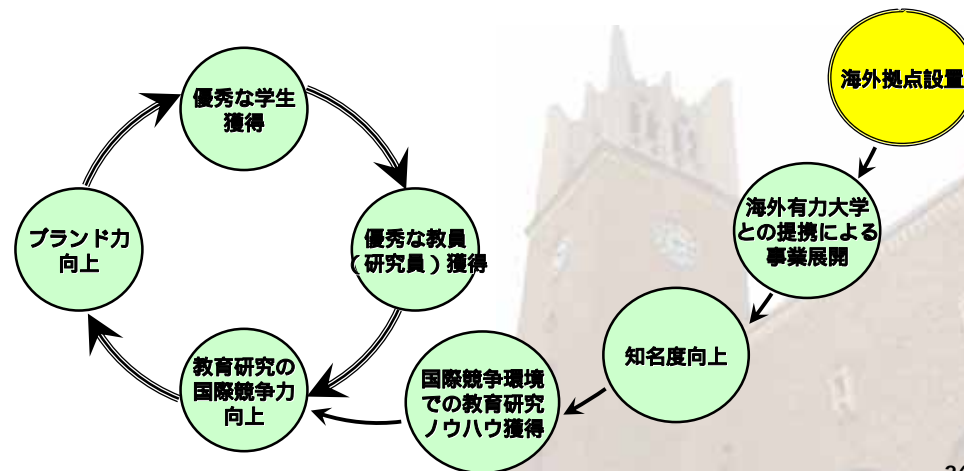 優秀な学生
獲得
優秀な教員
（研究員）獲得
教育研究の
国際競争力
向上
ブランド力
向上
海外拠点設置
海外有力大学
との提携による
事業展開
知名度向上
国際競争環境
での教育研究
ノウハウ獲得